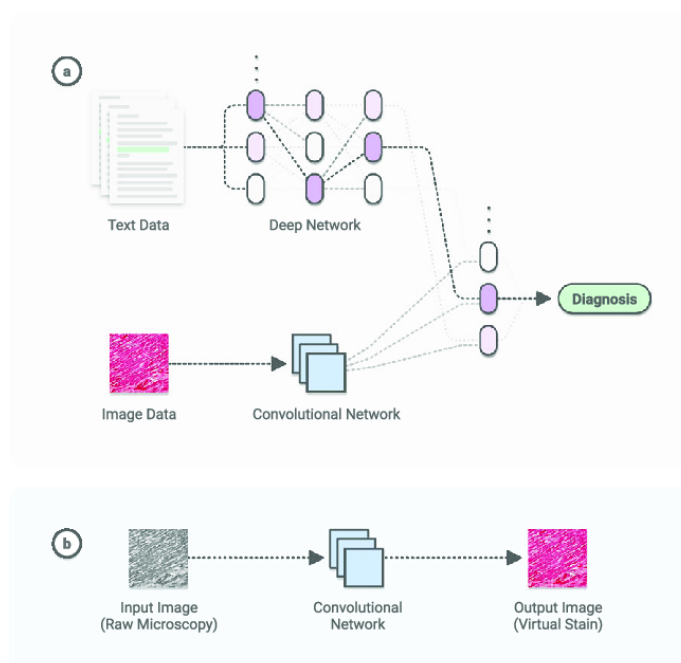 a
Text Data
Deep Network
Diagnosis
Image Data
Convolutional Network
b
Input Image
(Raw Microscopy)
Convolutional
Network
Output Image
(Virtual Stain)